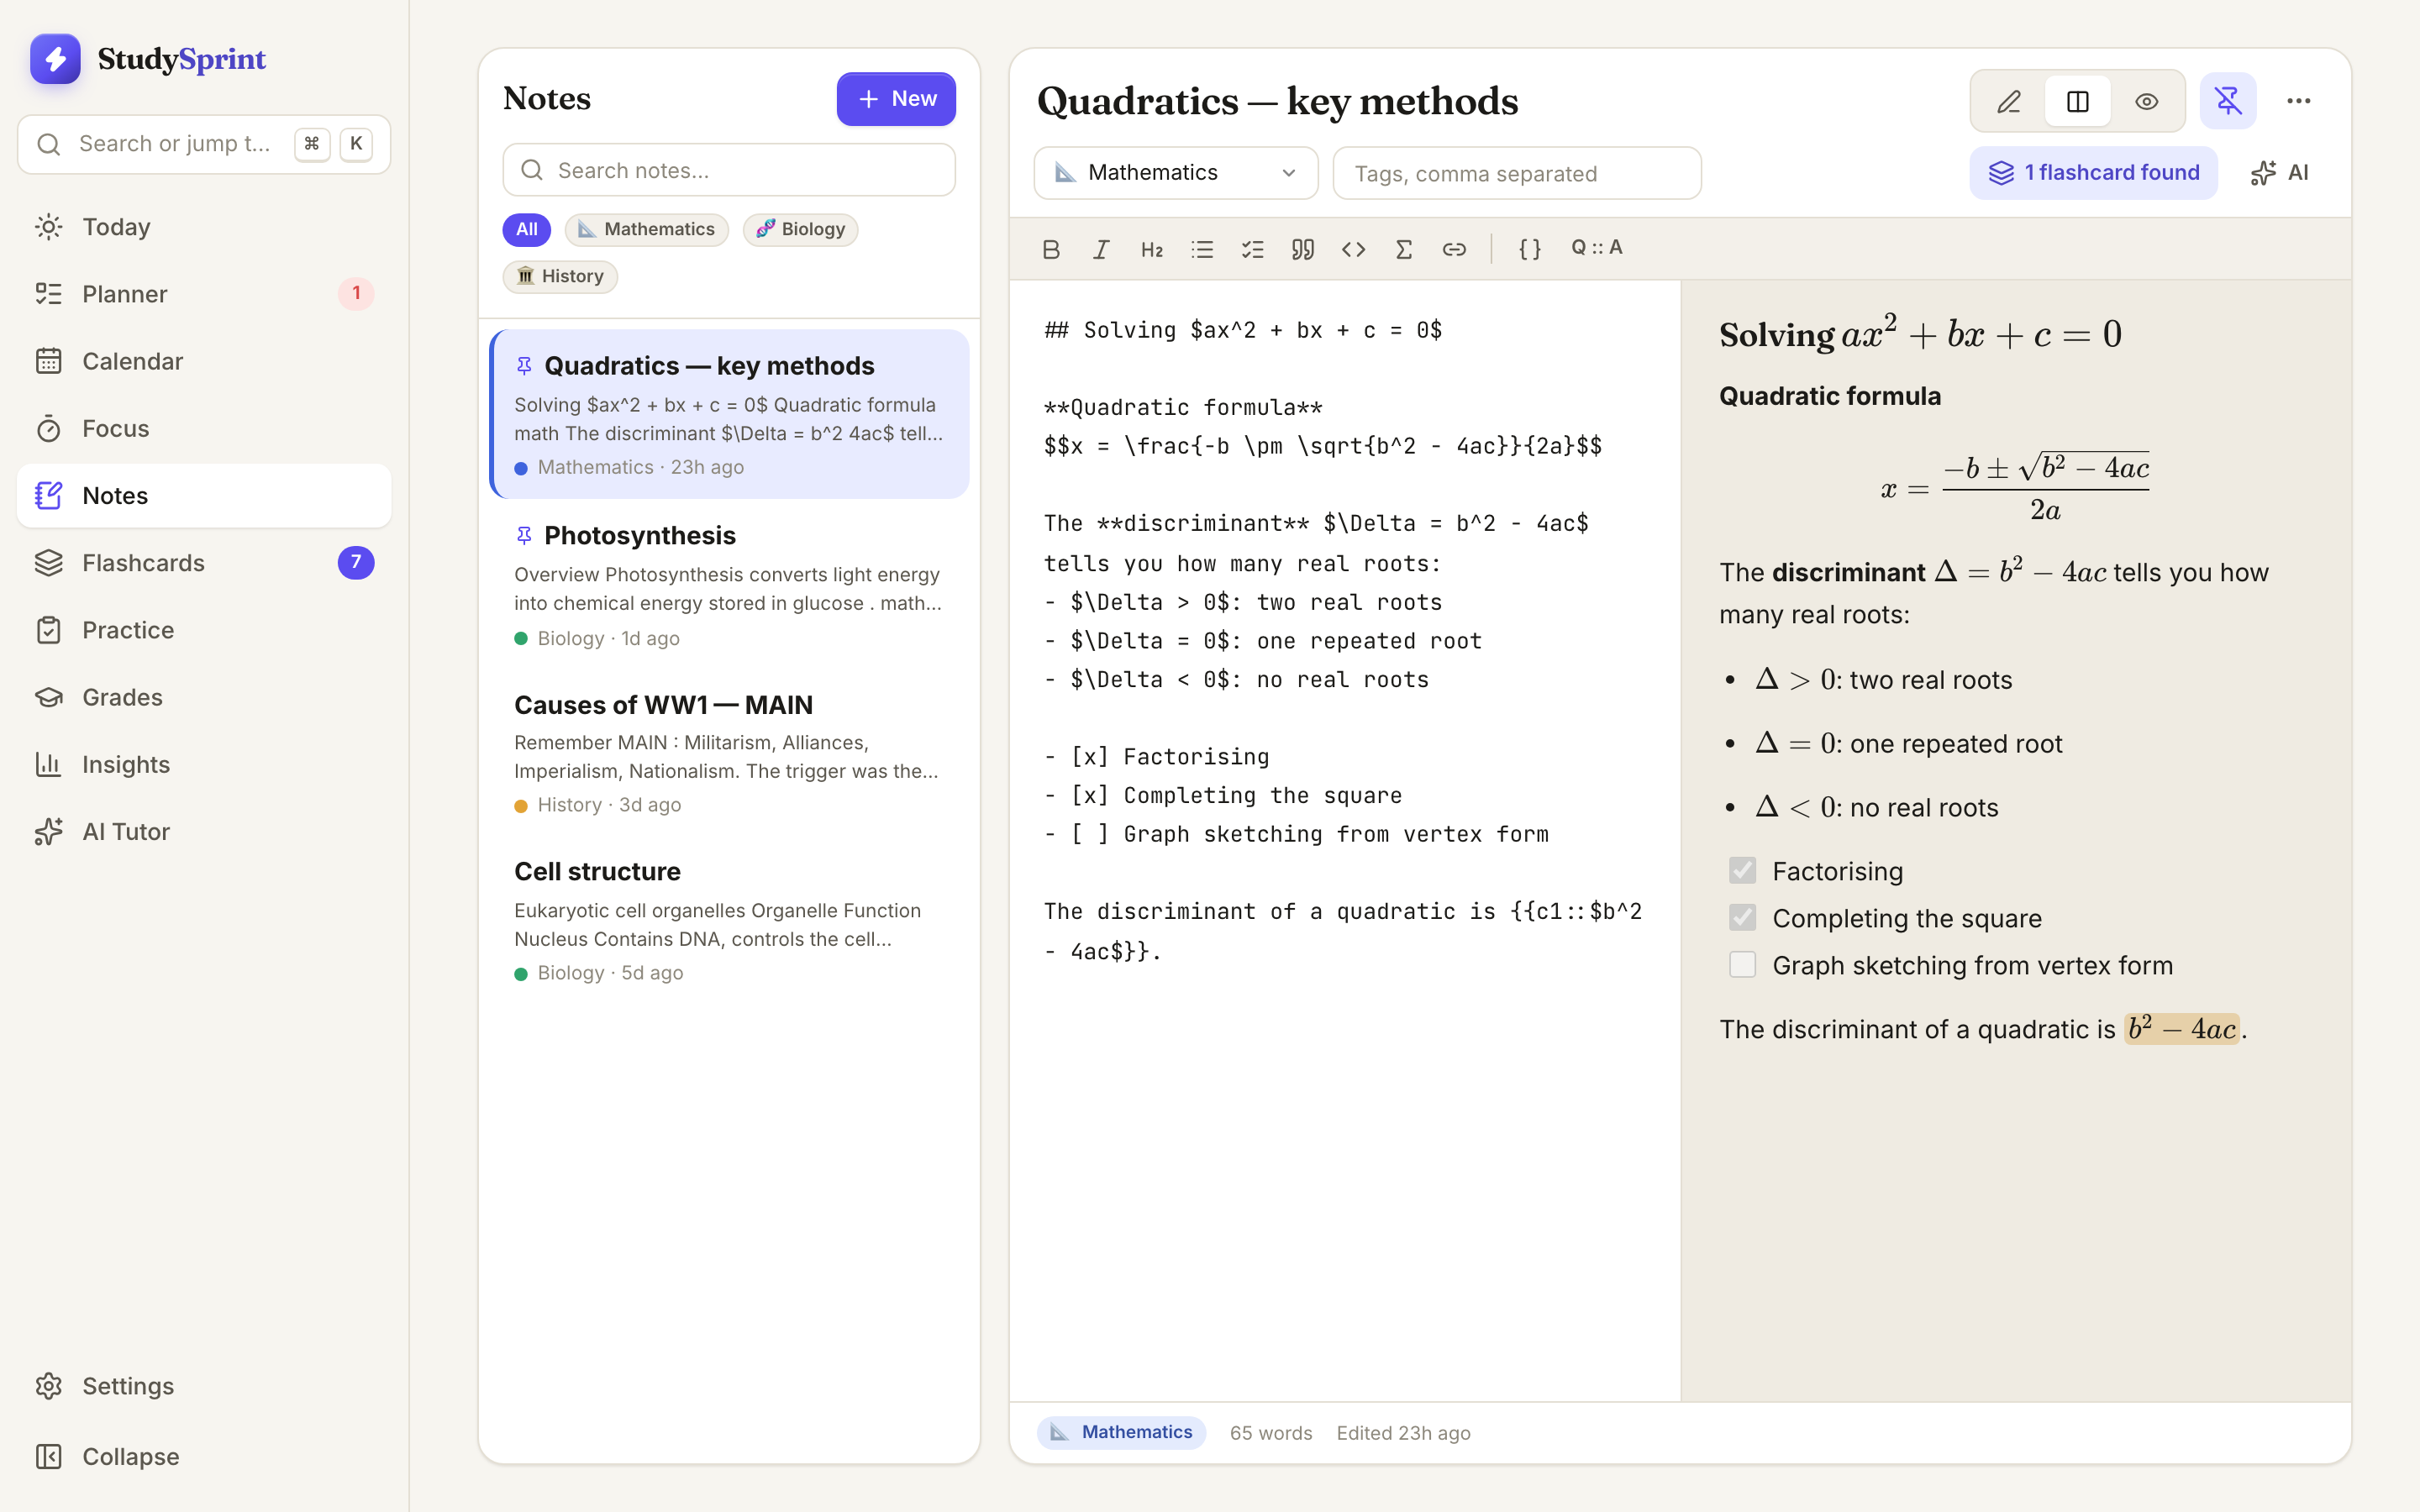 StudySprint
Search or jump t... ⌘ K
Today
Planner 1
Calendar
Focus
Notes
Flashcards 7
Practice
Grades
Insights
AI Tutor
Settings
Collapse
Notes
New
Search notes...
All Mathematics Biology
History
Quadratics — key methods
Solving $ax^2 + bx + c = 0$ Quadratic formula
math The discriminant $\Delta = b^2 4ac$ tell...
Mathematics · 23h ago
Photosynthesis
Overview Photosynthesis converts light energy
into chemical energy stored in glucose . math...
Biology · 1d ago
Causes of WW1 — MAIN
Remember MAIN : Militarism, Alliances,
Imperialism, Nationalism. The trigger was the...
History · 3d ago
Cell structure
Eukaryotic cell organelles Organelle Function
Nucleus Contains DNA, controls the cell...
Biology · 5d ago
Quadratics — key methods
Mathematics Tags, comma separated 1 flashcard found AI
B I H2 Σ {} Q :: A
## Solving $ax^2 + bx + c = 0$
**Quadratic formula**
$$x = \frac{-b \pm \sqrt{b^2 - 4ac}}{2a}$$
The **discriminant** $\Delta = b^2 - 4ac$
tells you how many real roots:
- $\Delta > 0$: two real roots
- $\Delta = 0$: one repeated root
- $\Delta < 0$: no real roots
- [x] Factorising
- [x] Completing the square
- [ ] Graph sketching from vertex form
The discriminant of a quadratic is {{c1::$b^2
- 4ac$}}.
Solving ax² + bx + c = 0
Quadratic formula
x = (−b ± √(b² − 4ac)) / 2a
The discriminant Δ = b² − 4ac tells you how
many real roots:
• Δ > 0: two real roots
• Δ = 0: one repeated root
• Δ < 0: no real roots
Factorising
Completing the square
Graph sketching from vertex form
The discriminant of a quadratic is b² − 4ac.
Mathematics 65 words Edited 23h ago